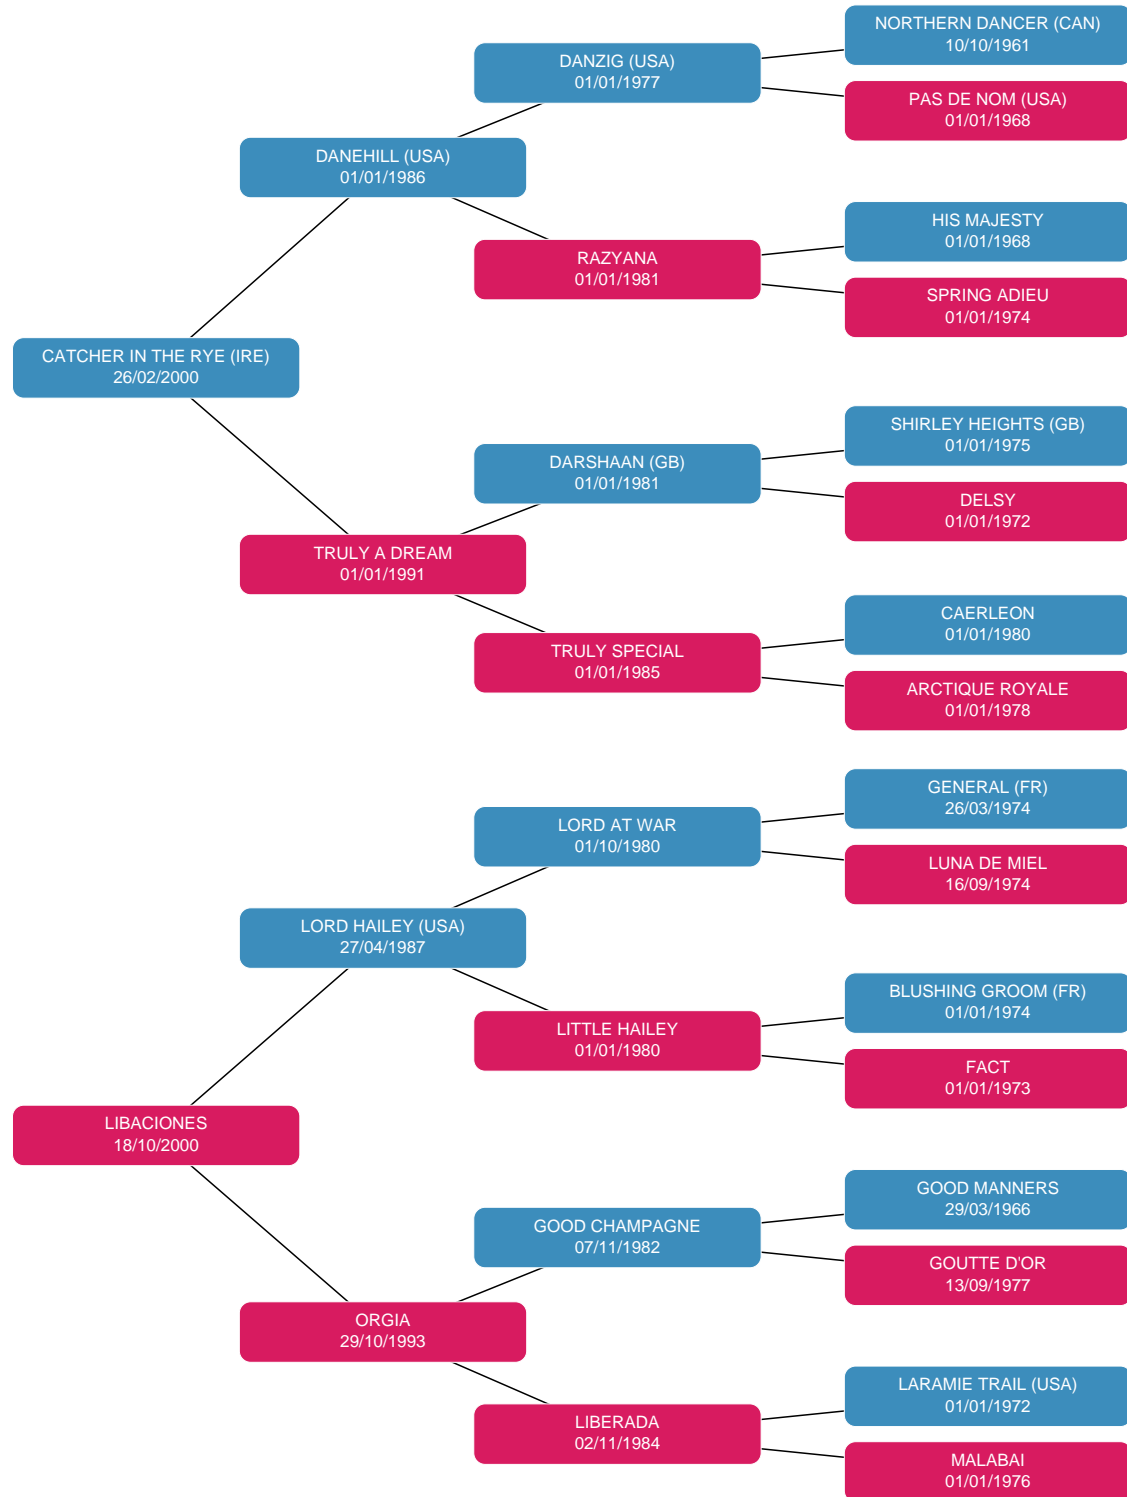 NORTHERN DANCER (CAN)
10/10/1961
DANZIG (USA)
01/01/1977
PAS DE NOM (USA)
01/01/1968
DANEHILL (USA)
01/01/1986
HIS MAJESTY
01/01/1968
RAZYANA
01/01/1981
SPRING ADIEU
01/01/1974
CATCHER IN THE RYE (IRE)
26/02/2000
SHIRLEY HEIGHTS (GB)
01/01/1975
DARSHAAN (GB)
01/01/1981
DELSY
01/01/1972
TRULY A DREAM
01/01/1991
CAERLEON
01/01/1980
TRULY SPECIAL
01/01/1985
ARCTIQUE ROYALE
01/01/1978
GENERAL (FR)
26/03/1974
LORD AT WAR
01/10/1980
LUNA DE MIEL
16/09/1974
LORD HAILEY (USA)
27/04/1987
BLUSHING GROOM (FR)
01/01/1974
LITTLE HAILEY
01/01/1980
FACT
01/01/1973
LIBACIONES
18/10/2000
GOOD MANNERS
29/03/1966
GOOD CHAMPAGNE
07/11/1982
GOUTTE D'OR
13/09/1977
ORGIA
29/10/1993
LARAMIE TRAIL (USA)
01/01/1972
LIBERADA
02/11/1984
MALABAI
01/01/1976